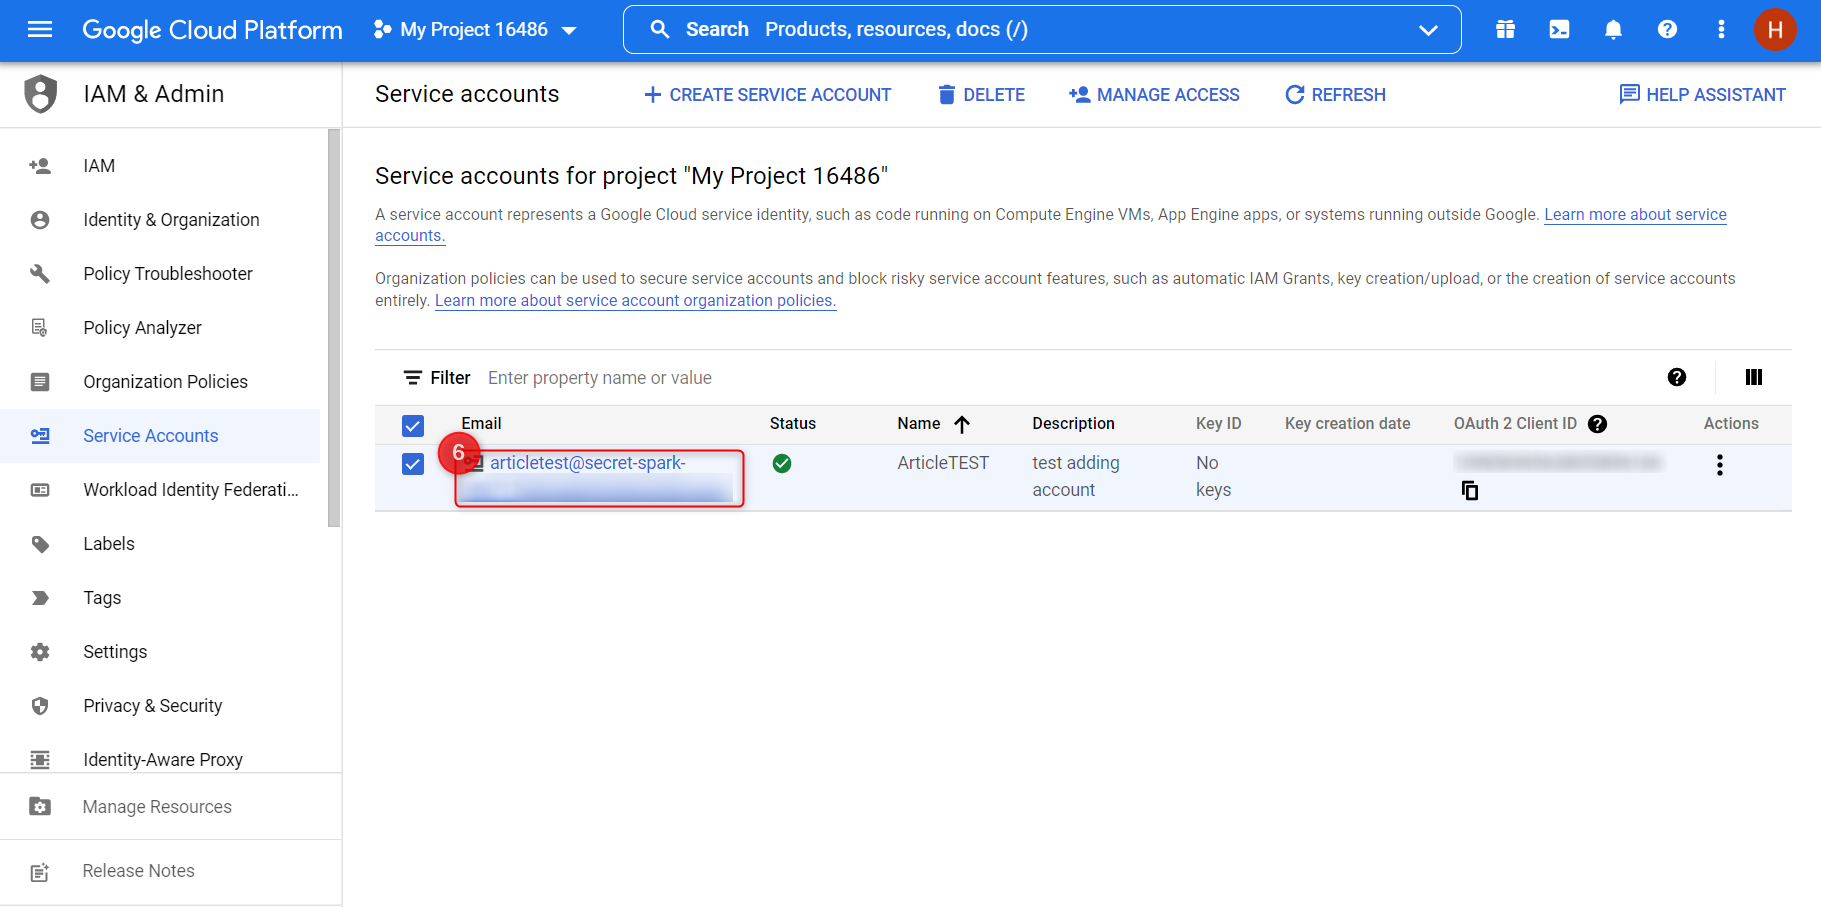 Google Cloud Platform
My Project 16486
Search Products, resources, docs (/)
H
IAM & Admin
Service accounts
CREATE SERVICE ACCOUNT
DELETE
MANAGE ACCESS
REFRESH
HELP ASSISTANT
IAM
Identity & Organization
Policy Troubleshooter
Policy Analyzer
Organization Policies
Service Accounts
Workload Identity Federati...
Labels
Tags
Settings
Privacy & Security
Identity-Aware Proxy
Manage Resources
Release Notes
Service accounts for project "My Project 16486"
A service account represents a Google Cloud service identity, such as code running on Compute Engine VMs, App Engine apps, or systems running outside Google. Learn more about service
accounts.
Organization policies can be used to secure service accounts and block risky service account features, such as automatic IAM Grants, key creation/upload, or the creation of service accounts
entirely. Learn more about service account organization policies.
Filter Enter property name or value
Email Status Name Description Key ID Key creation date OAuth 2 Client ID Actions
6 articletest@secret-spark- ArticleTEST test adding No
account keys